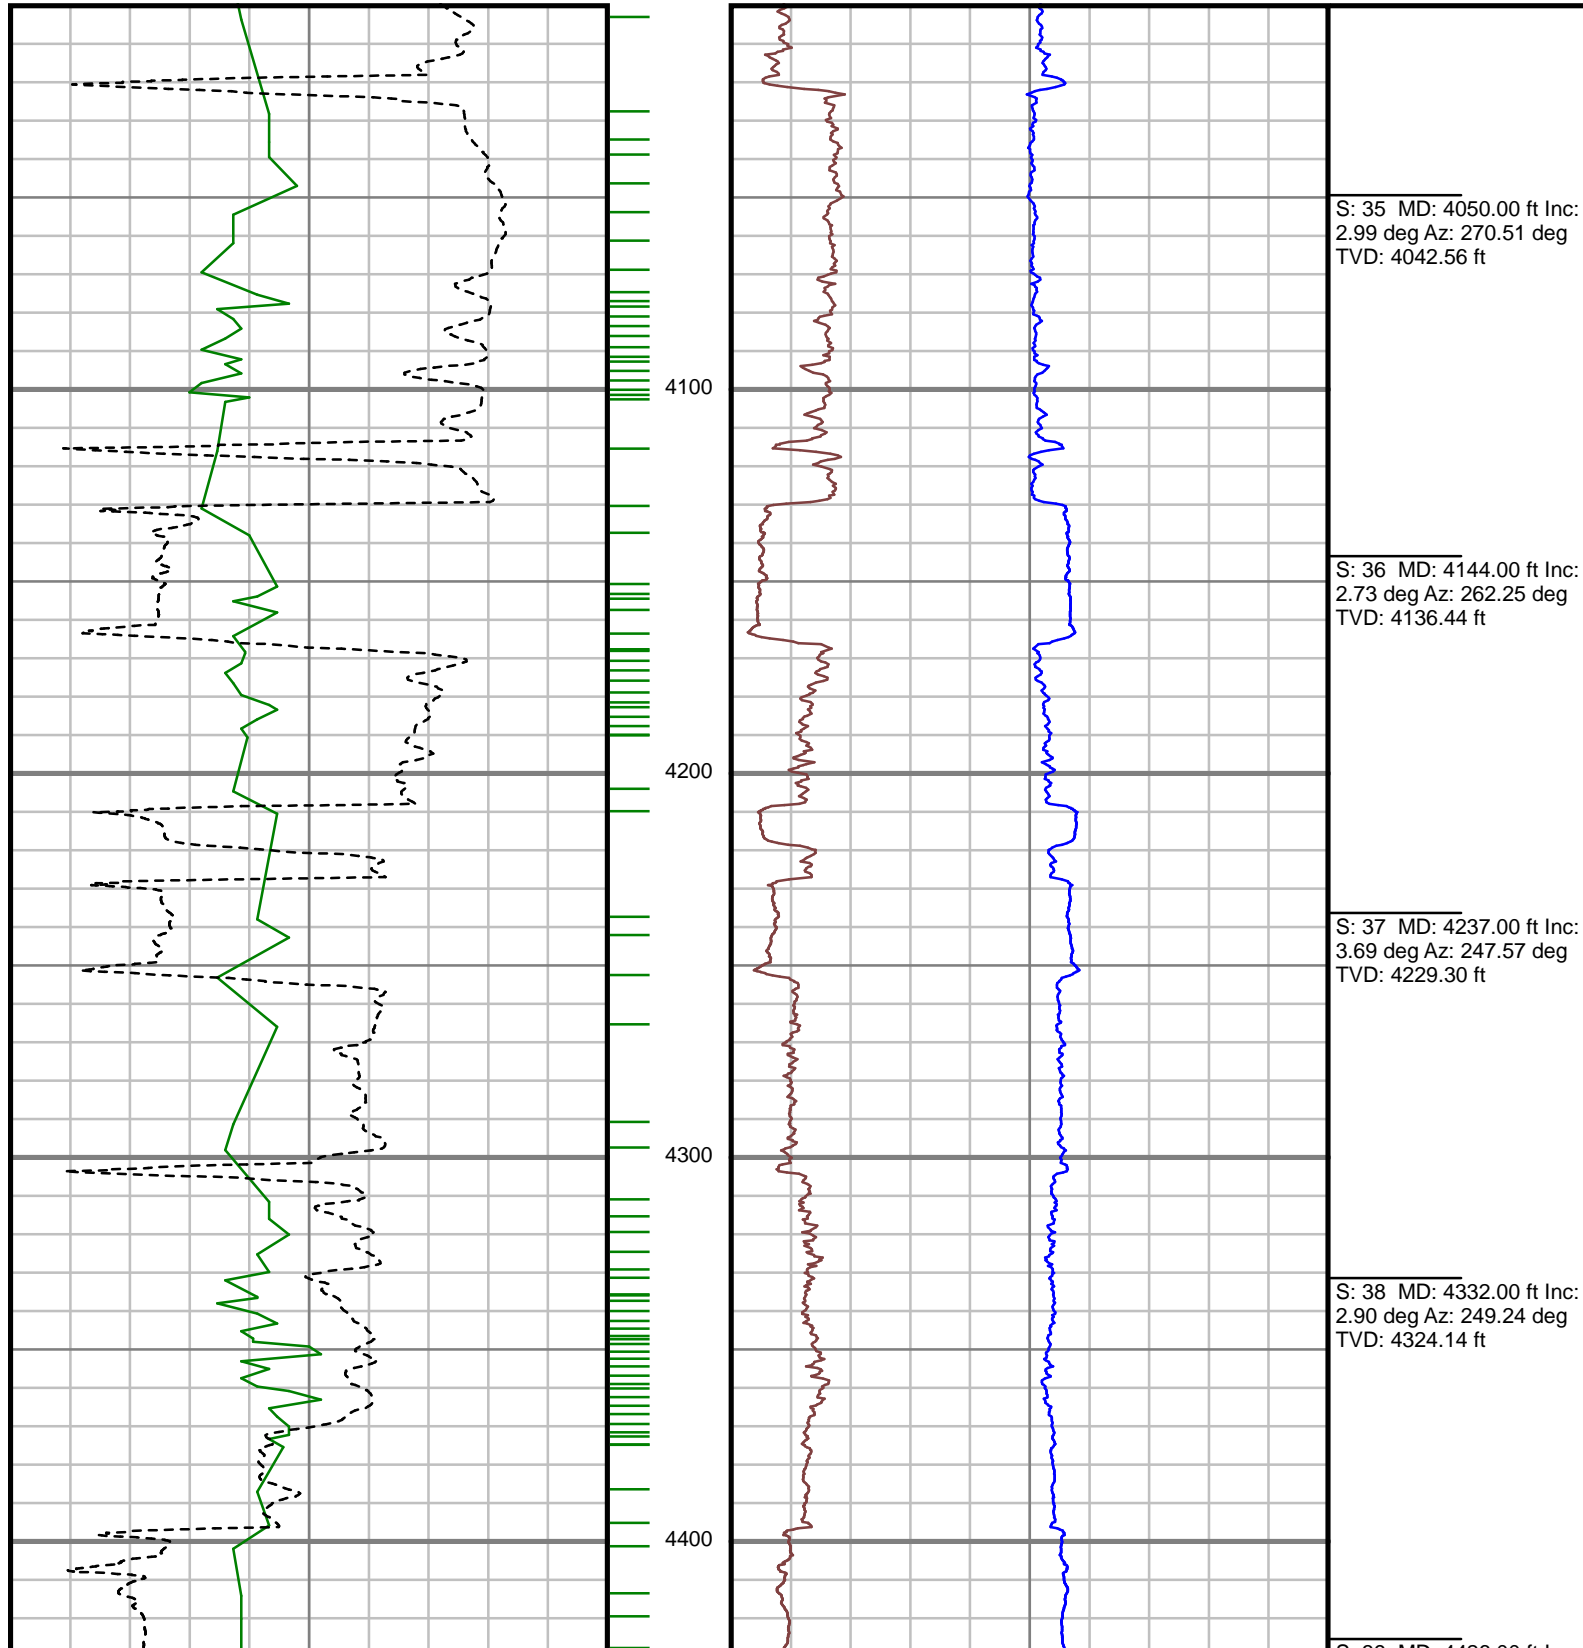 S: 35 MD: 4050.00 ft Inc:
2.99 deg Az: 270.51 deg
TVD: 4042.56 ft
4100
S: 36 MD: 4144.00 ft Inc:
2.73 deg Az: 262.25 deg
TVD: 4136.44 ft
4200
S: 37 MD: 4237.00 ft Inc:
3.69 deg Az: 247.57 deg
TVD: 4229.30 ft
4300
S: 38 MD: 4332.00 ft Inc:
2.90 deg Az: 249.24 deg
TVD: 4324.14 ft
4400